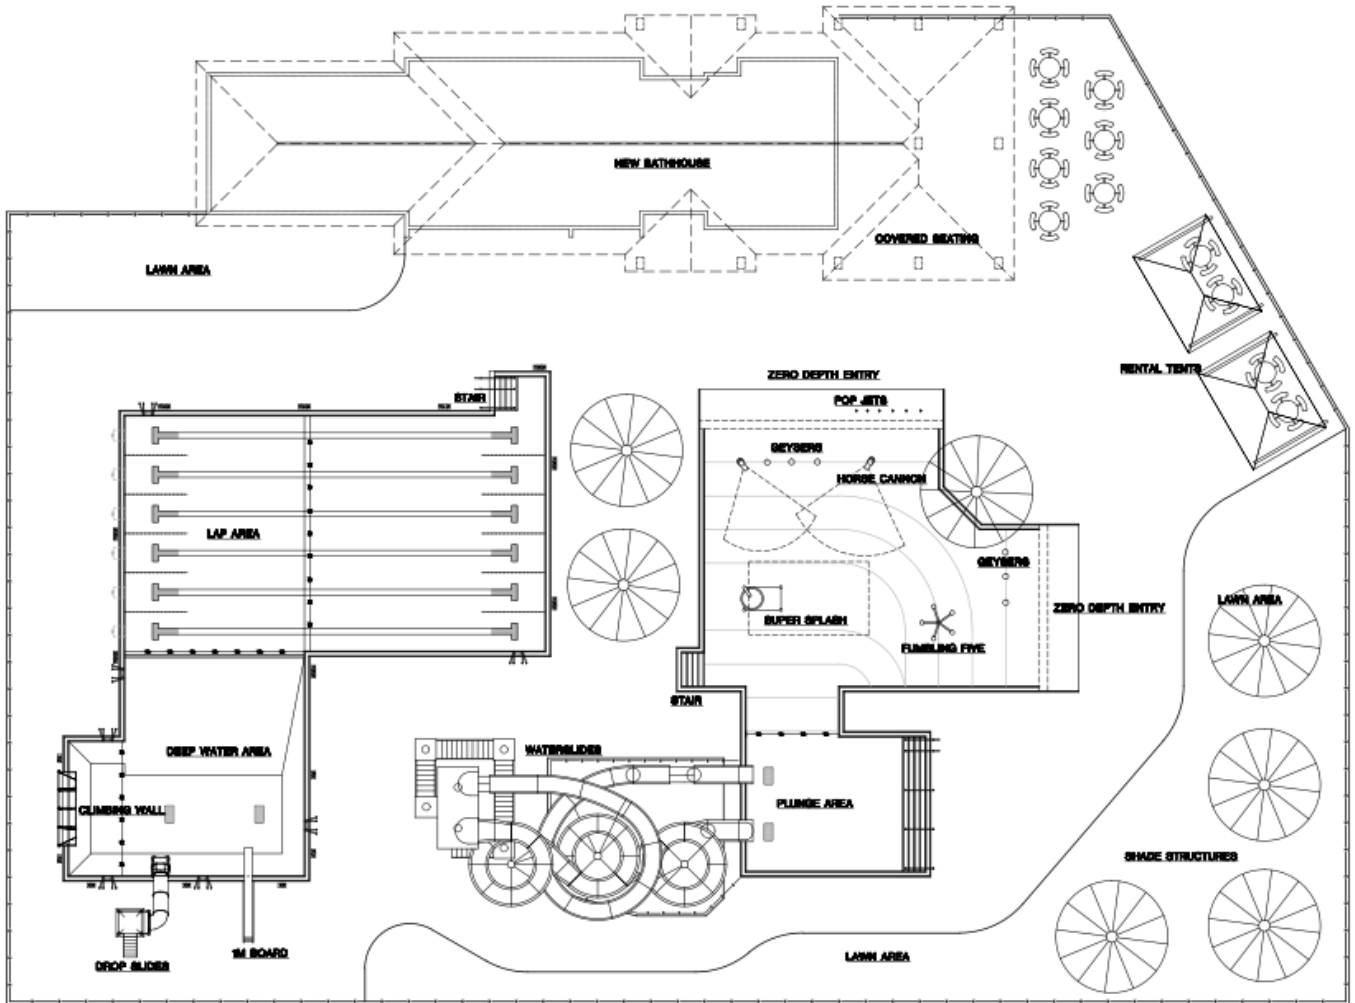 NEW BATHHOUSE
COVERED SEATING
LAWN AREA
RENTAL TENTS
ZERO DEPTH ENTRY
POP JETS
STAIR
GEYSERS
HORSE CANNON
LAP AREA
GEYSERS
LAWN AREA
ZERO DEPTH ENTRY
SUPER SPLASH
FUMBLING FIVE
STAIR
DEEP WATER AREA
WATERSLIDES
CLIMBING WALL
PLUNGE AREA
SHADE STRUCTURES
1M BOARD
LAWN AREA
DROP SLIDES